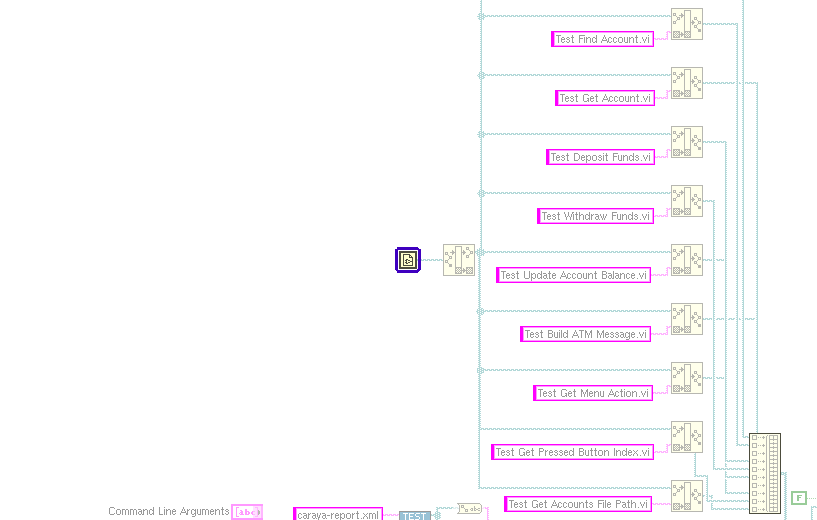 Test Find Account.vi
Test Get Account.vi
Test Deposit Funds.vi
Test Withdraw Funds.vi
Test Update Account Balance.vi
Test Build ATM Message.vi
Test Get Menu Action.vi
Test Get Pressed Button Index.vi
F
Test Get Accounts File Path.vi
Command Line Arguments
abc
caraya-report.xml
TEST
abc